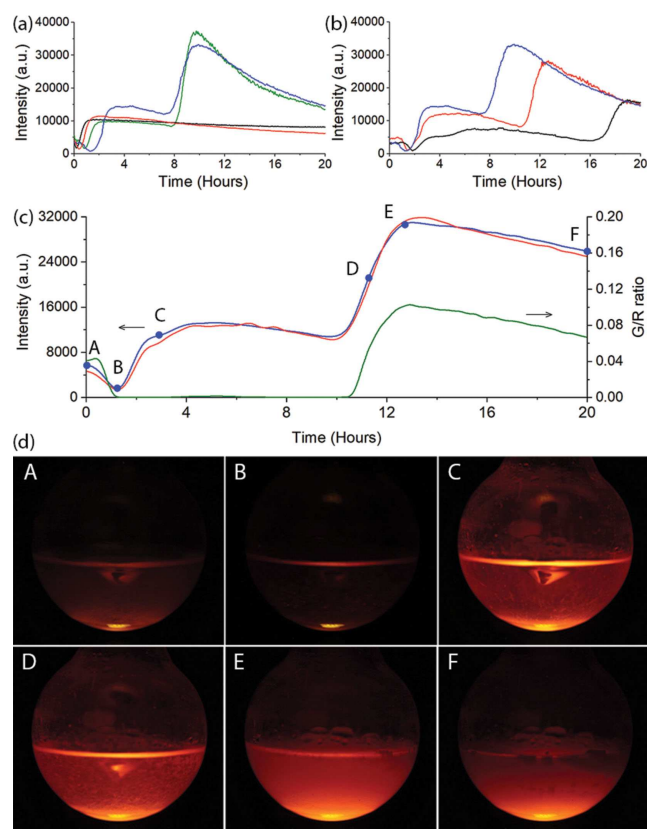 (a)
40000
30000
20000
10000
0
Intensity (a.u.)
0 4 8 12 16 20
Time (Hours)
(b)
40000
30000
20000
10000
0
Intensity (a.u.)
0 4 8 12 16 20
Time (Hours)
(c)
32000
24000
16000
8000
0
Intensity (a.u.)
A
B
C
D
E
F
0.20
0.16
0.12
0.08
0.04
0.00
G/R ratio
0 4 8 12 16 20
Time (Hours)
(d)
A B C
D E F